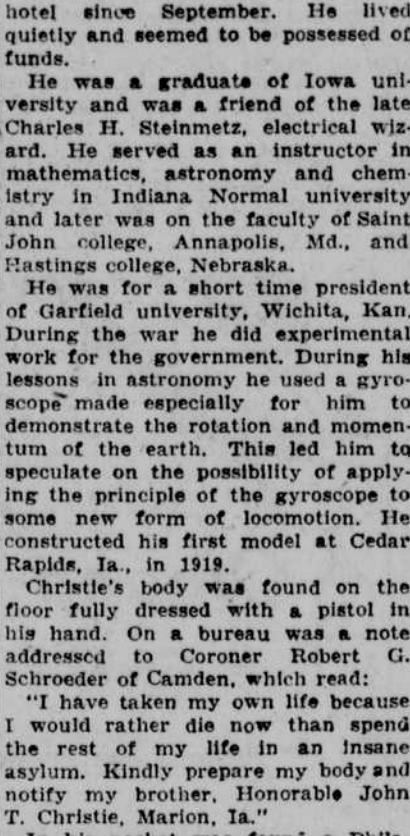 hotel since September. He lived
quietly and seemed to be possessed of
funds.
He was a graduate of Iowa uni-
versity and was a friend of the late
Charles H. Steinmetz, electrical wiz-
ard. He served as an instructor in
mathematics, astronomy and chem-
istry in Indiana Normal university
and later was on the faculty of Saint
John college, Annapolis, Md., and
Hastings college, Nebraska.
He was for a short time president
of Garfield university, Wichita, Kan.
During the war he did experimental
work for the government. During his
lessons in astronomy he used a gyro-
scope made especially for him to
demonstrate the rotation and momen-
tum of the earth. This led him to
speculate on the possibility of apply-
ing the principle of the gyroscope to
some new form of locomotion. He
constructed his first model at Cedar
Rapids, Ia., in 1919.
Christie's body was found on the
floor fully dressed with a pistol in
his hand. On a bureau was a note
addressed to Coroner Robert G.
Schroeder of Camden, which read:
"I have taken my own life because
I would rather die now than spend
the rest of my life in an insane
asylum. Kindly prepare my body and
notify my brother, Honorable John
T. Christie, Marion, Ia."